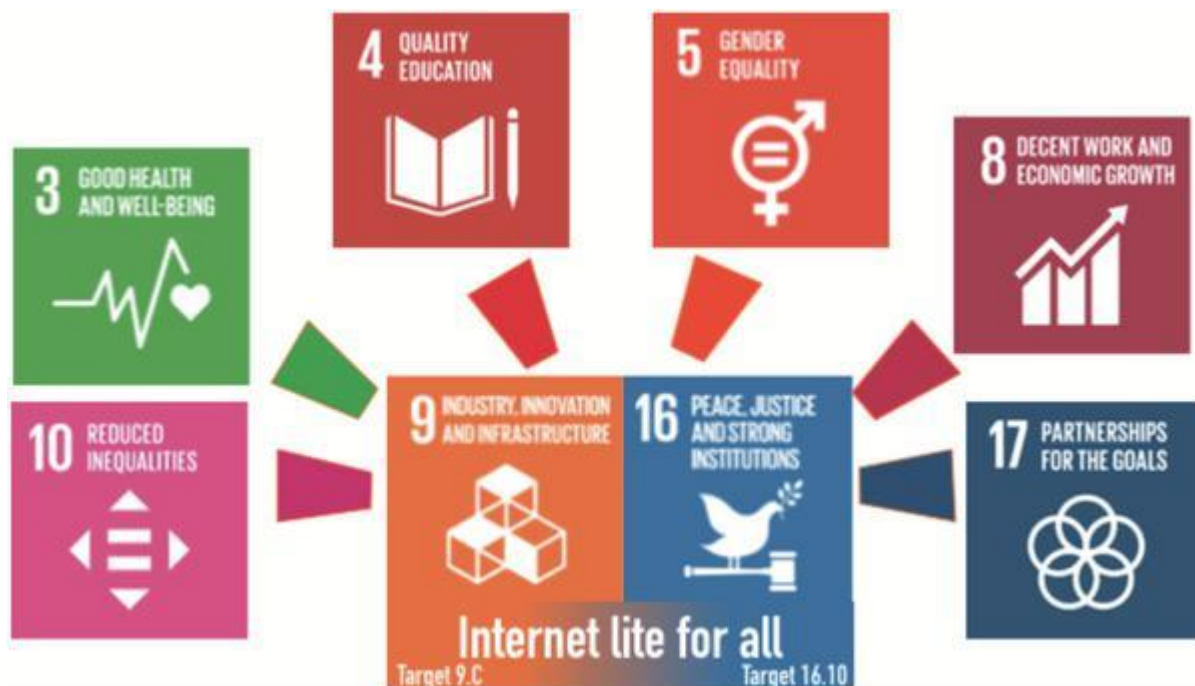 4 QUALITY
EDUCATION
5 GENDER
EQUALITY
3 GOOD HEALTH
AND WELL-BEING
8 DECENT WORK AND
ECONOMIC GROWTH
10 REDUCED
INEQUALITIES
9 INDUSTRY, INNOVATION
AND INFRASTRUCTURE
16 PEACE, JUSTICE
AND STRONG
INSTITUTIONS
17 PARTNERSHIPS
FOR THE GOALS
Internet lite for all
Target 9.C
Target 16.10